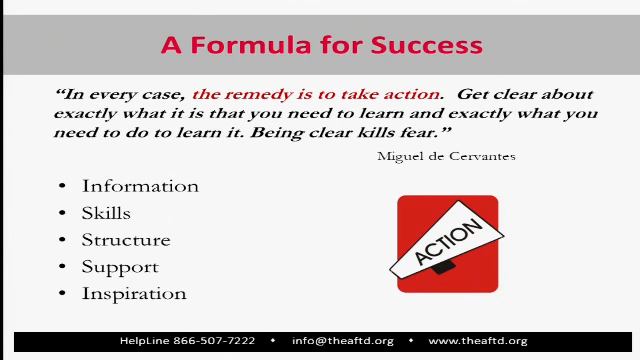 A Formula for Success
“In every case, the remedy is to take action.  Get clear about
exactly what it is that you need to learn and exactly what you
need to do to learn it. Being clear kills fear.”
Miguel de Cervantes
• Information
• Skills
• Structure
• Support
• Inspiration
ACTION
HelpLine 866-507-7222 • info@theaftd.org • www.theaftd.org